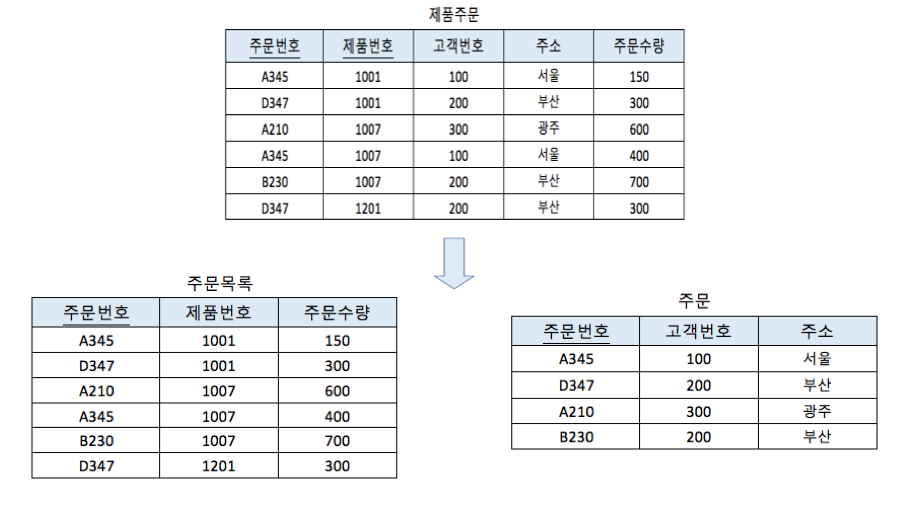 제품주문
주문번호 제품번호 고객번호 주소 주문수량
A345 1001 100 서울 150
D347 1001 200 부산 300
A210 1007 300 광주 600
A345 1007 100 서울 400
B230 1007 200 부산 700
D347 1201 200 부산 300
주문목록
주문번호 제품번호 주문수량
A345 1001 150
D347 1001 300
A210 1007 600
A345 1007 400
B230 1007 700
D347 1201 300
주문
주문번호 고객번호 주소
A345 100 서울
D347 200 부산
A210 300 광주
B230 200 부산